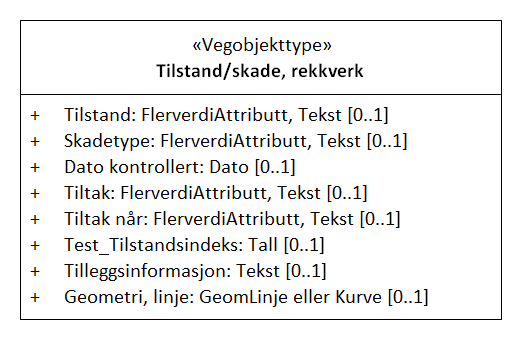 «Vegobjekttype»
Tilstand/skade, rekkverk
+ Tilstand: FlerverdiAttributt, Tekst [0..1]
+ Skadetype: FlerverdiAttributt, Tekst [0..1]
+ Dato kontrollert: Dato [0..1]
+ Tiltak: FlerverdiAttributt, Tekst [0..1]
+ Tiltak når: FlerverdiAttributt, Tekst [0..1]
+ Test_Tilstandsindeks: Tall [0..1]
+ Tilleggsinformasjon: Tekst [0..1]
+ Geometri, linje: GeomLinje eller Kurve [0..1]